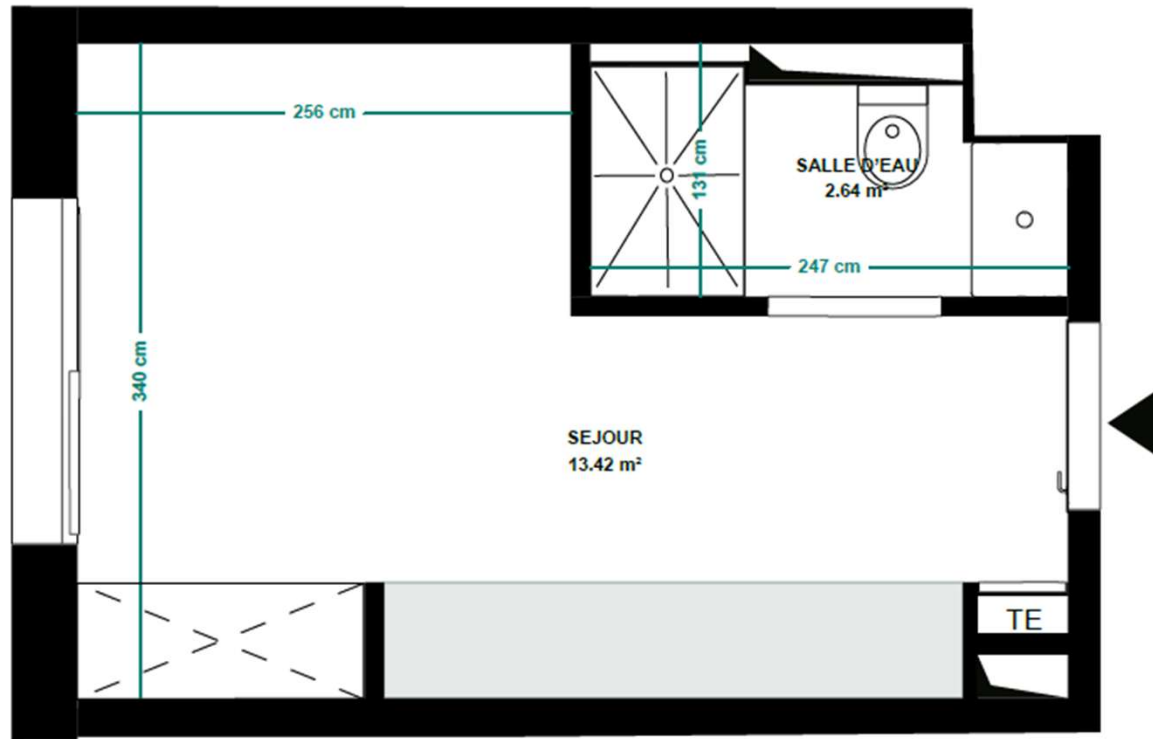 256 cm
131 cm
SALLE D'EAU
2.64 m²
247 cm
340 cm
SEJOUR
13.42 m²
TE